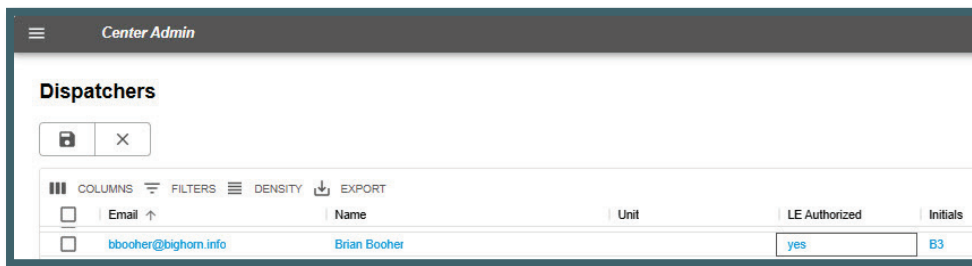 Center Admin
Dispatchers
COLUMNS FILTERS DENSITY EXPORT
Email Name Unit LE Authorized Initials
bbooher@bighorn.info Brian Booher yes B3